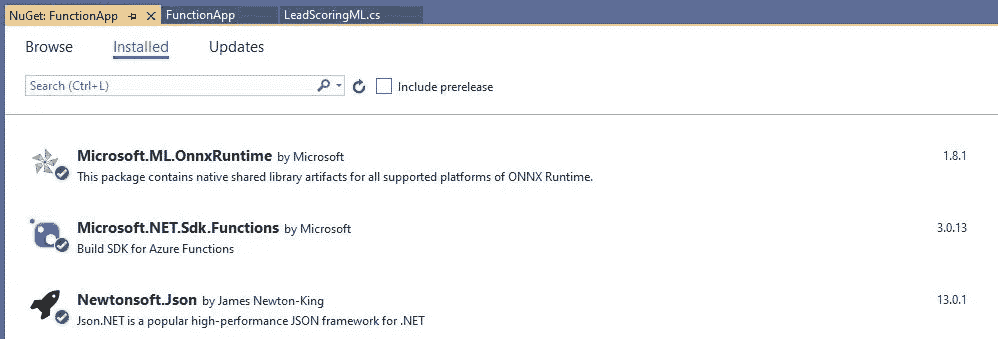 NuGet: FunctionApp FunctionApp LeadScoringML.cs
Browse Installed Updates
Search (Ctrl+L) Include prerelease
Microsoft.ML.OnnxRuntime by Microsoft 1.8.1
This package contains native shared library artifacts for all supported platforms of ONNX Runtime.
Microsoft.NET.Sdk.Functions by Microsoft 3.0.13
Build SDK for Azure Functions
Newtonsoft.Json by James Newton-King 13.0.1
Json.NET is a popular high-performance JSON framework for .NET